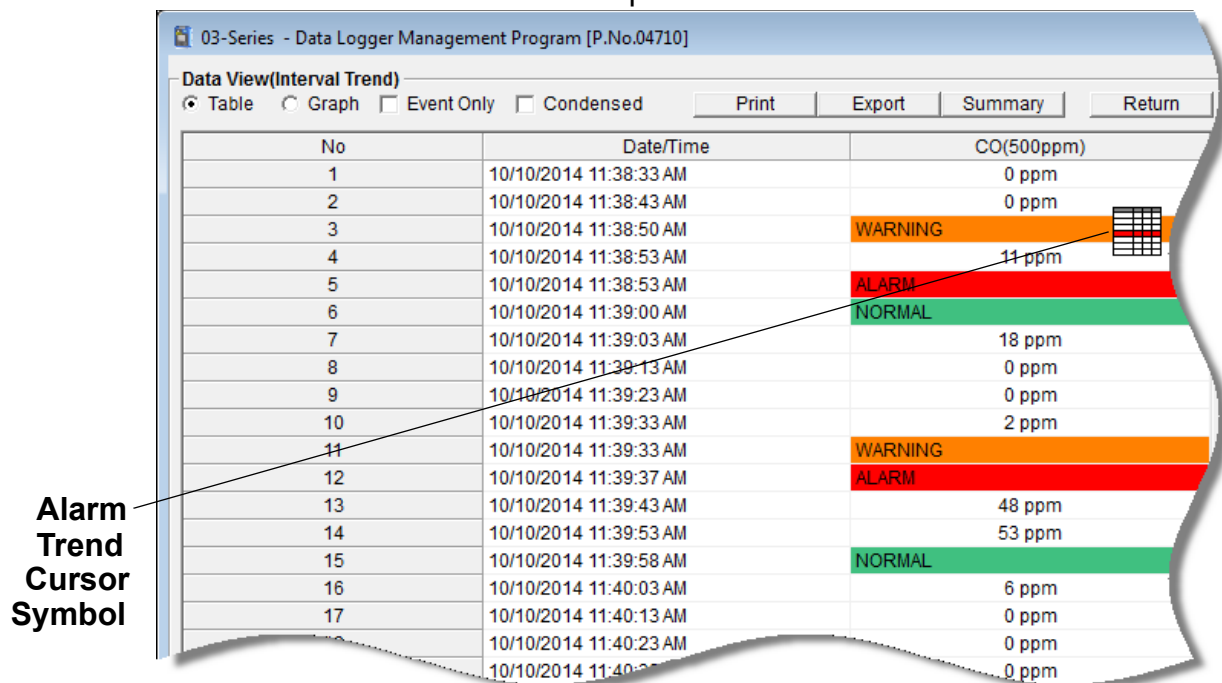 03-Series - Data Logger Management Program [P.No.04710]
Data View(Interval Trend)
Table Graph Event Only Condensed Print Export Summary Return
No Date/Time CO(500ppm)
1 10/10/2014 11:38:33 AM 0 ppm
2 10/10/2014 11:38:43 AM 0 ppm
3 10/10/2014 11:38:50 AM WARNING
4 10/10/2014 11:38:53 AM 11 ppm
5 10/10/2014 11:38:53 AM ALARM
6 10/10/2014 11:39:00 AM NORMAL
7 10/10/2014 11:39:03 AM 18 ppm
8 10/10/2014 11:39:13 AM 0 ppm
9 10/10/2014 11:39:23 AM 0 ppm
10 10/10/2014 11:39:33 AM 2 ppm
11 10/10/2014 11:39:33 AM WARNING
12 10/10/2014 11:39:37 AM ALARM
13 10/10/2014 11:39:43 AM 48 ppm
14 10/10/2014 11:39:53 AM 53 ppm
15 10/10/2014 11:39:58 AM NORMAL
16 10/10/2014 11:40:03 AM 6 ppm
17 10/10/2014 11:40:13 AM 0 ppm
10/10/2014 11:40:23 AM 0 ppm
10/10/2014 0 ppm
Alarm
Trend
Cursor
Symbol